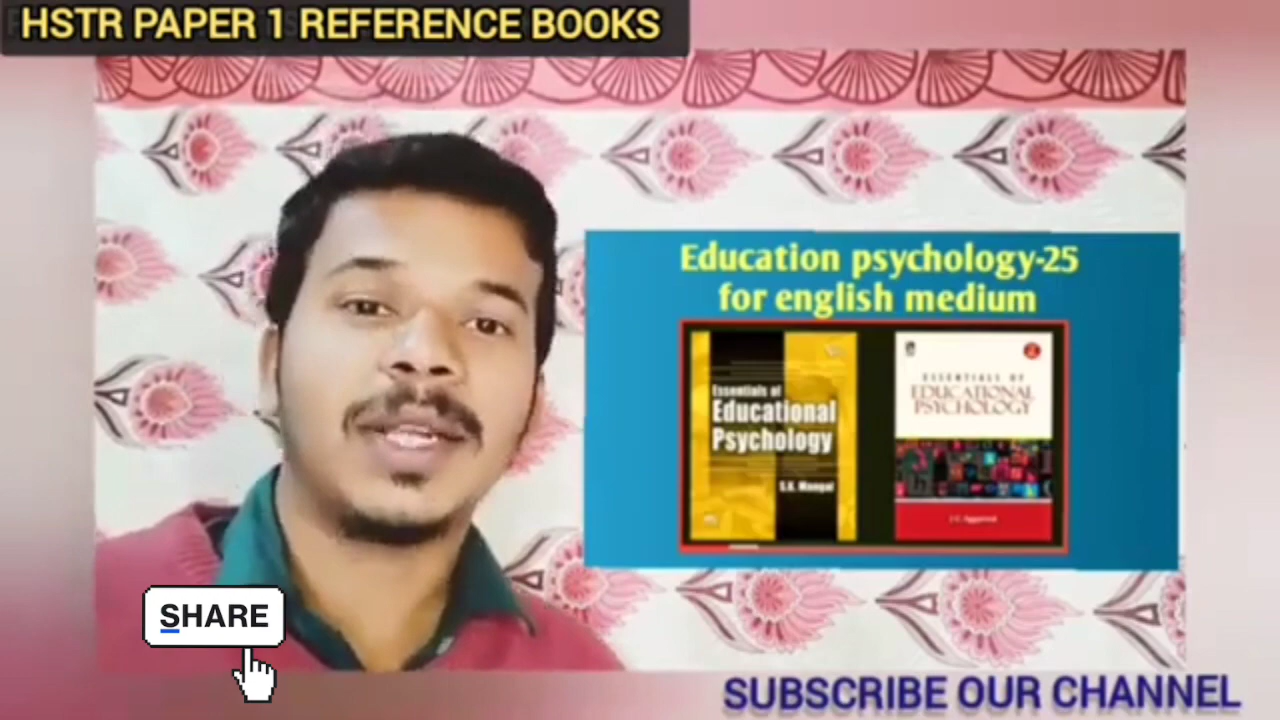 HSTR PAPER 1 REFERENCE BOOKS
Education psychology-25
for english medium
Essentials of
Educational
Psychology
S.K. Mangal
ESSENTIALS OF
EDUCATIONAL
PSYCHOLOGY
J C Aggarwal
SHARE
SUBSCRIBE OUR CHANNEL